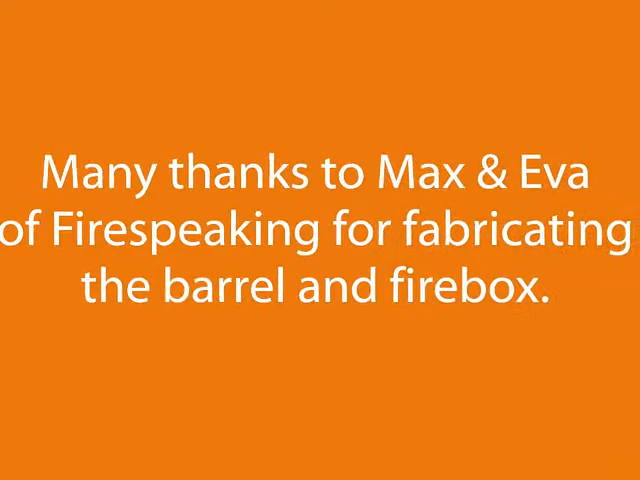 Many thanks to Max & Eva
of Firespeaking for fabricating
the barrel and firebox.